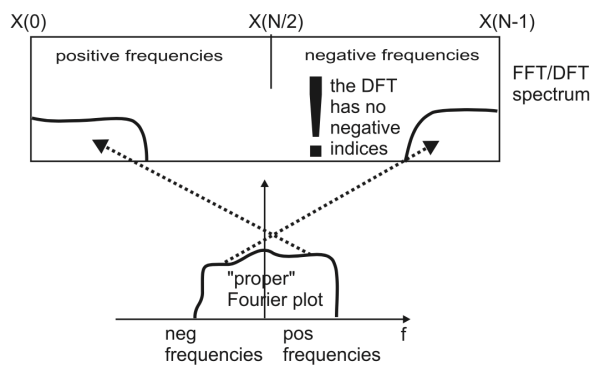 X(0)
X(N/2)
X(N-1)
positive frequencies
negative frequencies
the DFT
has no
negative
indices
FFT/DFT
spectrum
"proper"
Fourier plot
neg
frequencies
pos
frequencies
f